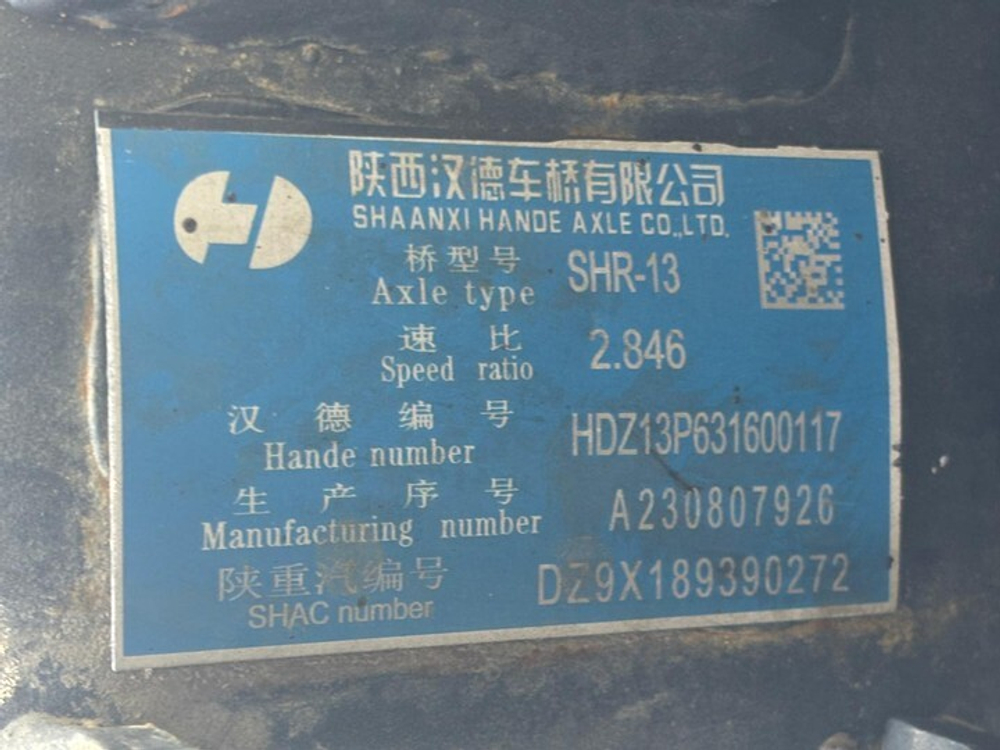 陕西汉德车桥有限公司
SHAANXI HANDE AXLE CO.,LTD.
桥型号
Axle type SHR-13
速比
Speed ratio 2.846
汉德编号
Hande number HDZ13P631600117
生产序号
Manufacturing number A230807926
陕重汽编号
SHAC number DZ9X189390272